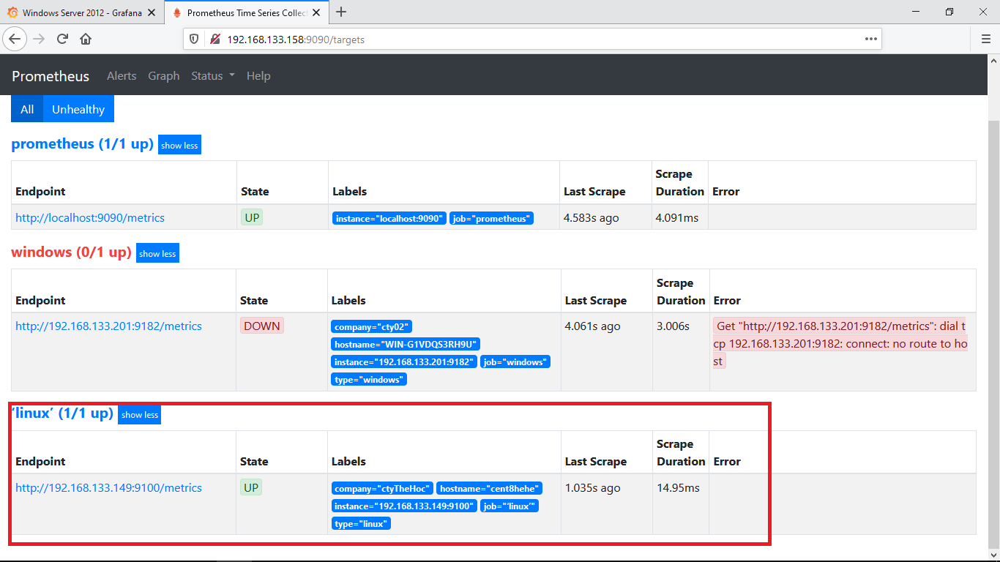 Windows Server 2012 - Grafana
Prometheus Time Series Collect
192.168.133.158:9090/targets
Prometheus Alerts Graph Status Help
All Unhealthy
prometheus (1/1 up) show less
Scrape
Endpoint State Labels Last Scrape Duration Error
http://localhost:9090/metrics UP instance="localhost:9090" job="prometheus" 4.583s ago 4.091ms
windows (0/1 up) show less
Scrape
Endpoint State Labels Last Scrape Duration Error
http://192.168.133.201:9182/metrics DOWN company="cty02" 4.061s ago 3.006s Get "http://192.168.133.201:9182/metrics": dial t
hostname="WIN-G1VDQS3RH9U" cp 192.168.133.201:9182: connect: no route to ho
instance="192.168.133.201:9182" job="windows" st
type="windows"
‘linux’ (1/1 up) show less
Scrape
Endpoint State Labels Last Scrape Duration Error
http://192.168.133.149:9100/metrics UP company="ctyTheHoc" hostname="cent8hehe" 1.035s ago 14.95ms
instance="192.168.133.149:9100" job="‘linux’"
type="linux"